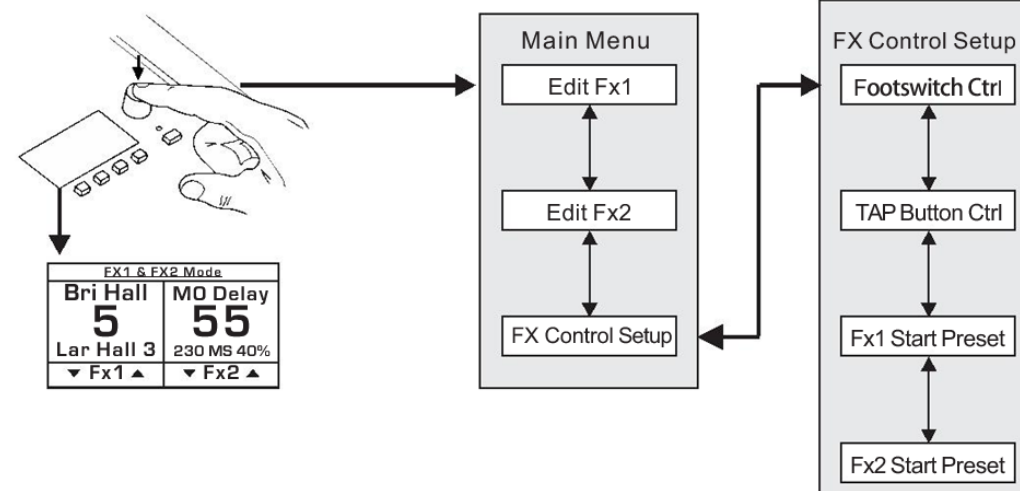 Main Menu
Edit Fx1
Edit Fx2
FX Control Setup
FX Control Setup
Footswitch Ctrl
TAP Button Ctrl
Fx1 Start Preset
Fx2 Start Preset
FX1 & FX2 Mode
Bri Hall
5
Lar Hall 3
▼ Fx1 ▲
MO Delay
55
230 MS 40%
▼ Fx2 ▲